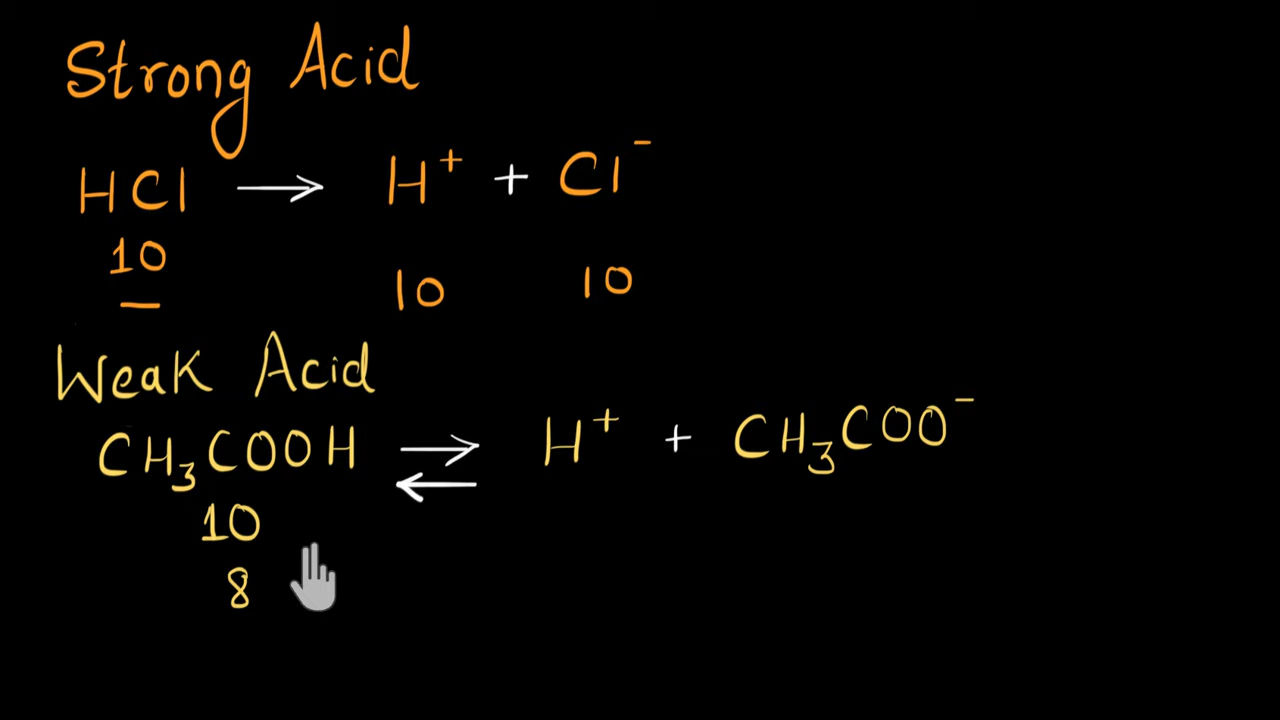 Strong Acid
HCl → H⁺ + Cl⁻
10 10 10
Weak Acid
CH₃COOH ⇌ H⁺ + CH₃COO⁻
10
8